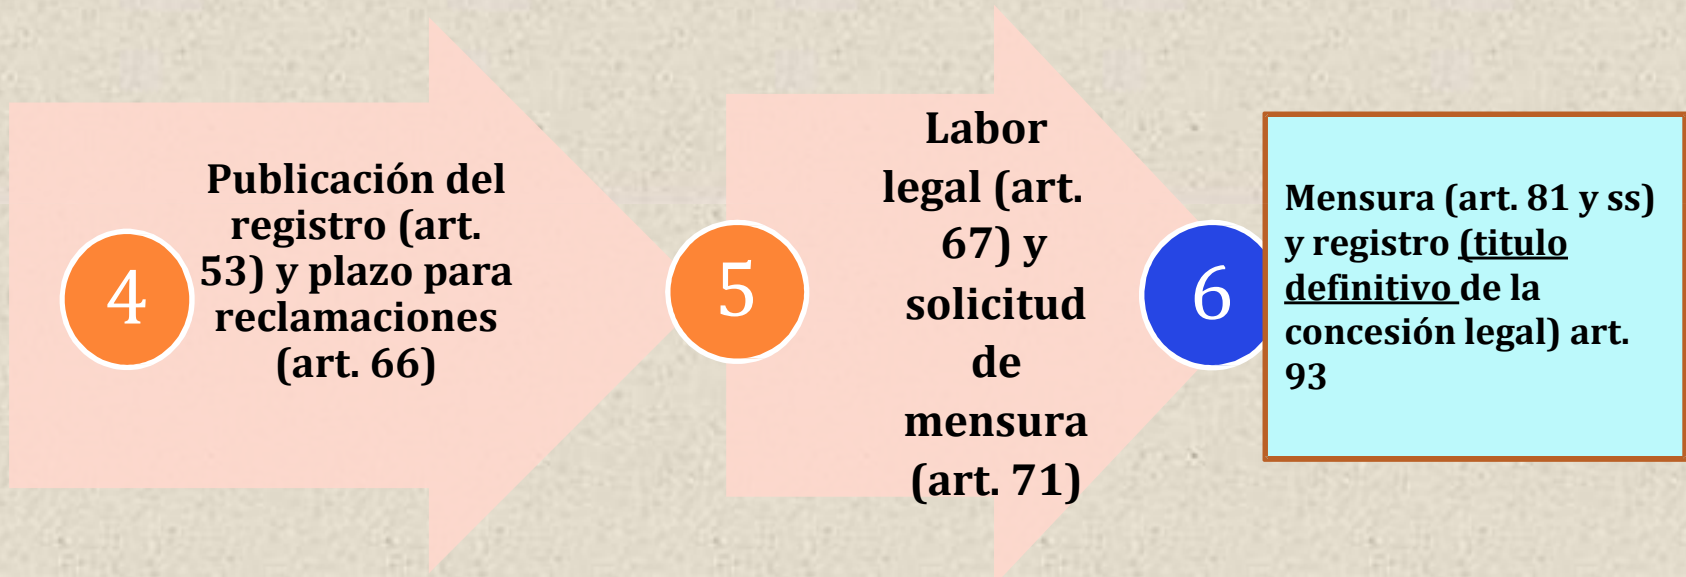 4
Publicación del
registro (art.
53) y plazo para
reclamaciones
(art. 66)
5
Labor
legal (art.
67) y
solicitud
de
mensura
(art. 71)
6
Mensura (art. 81 y ss)
y registro (titulo
definitivo de la
concesión legal) art.
93